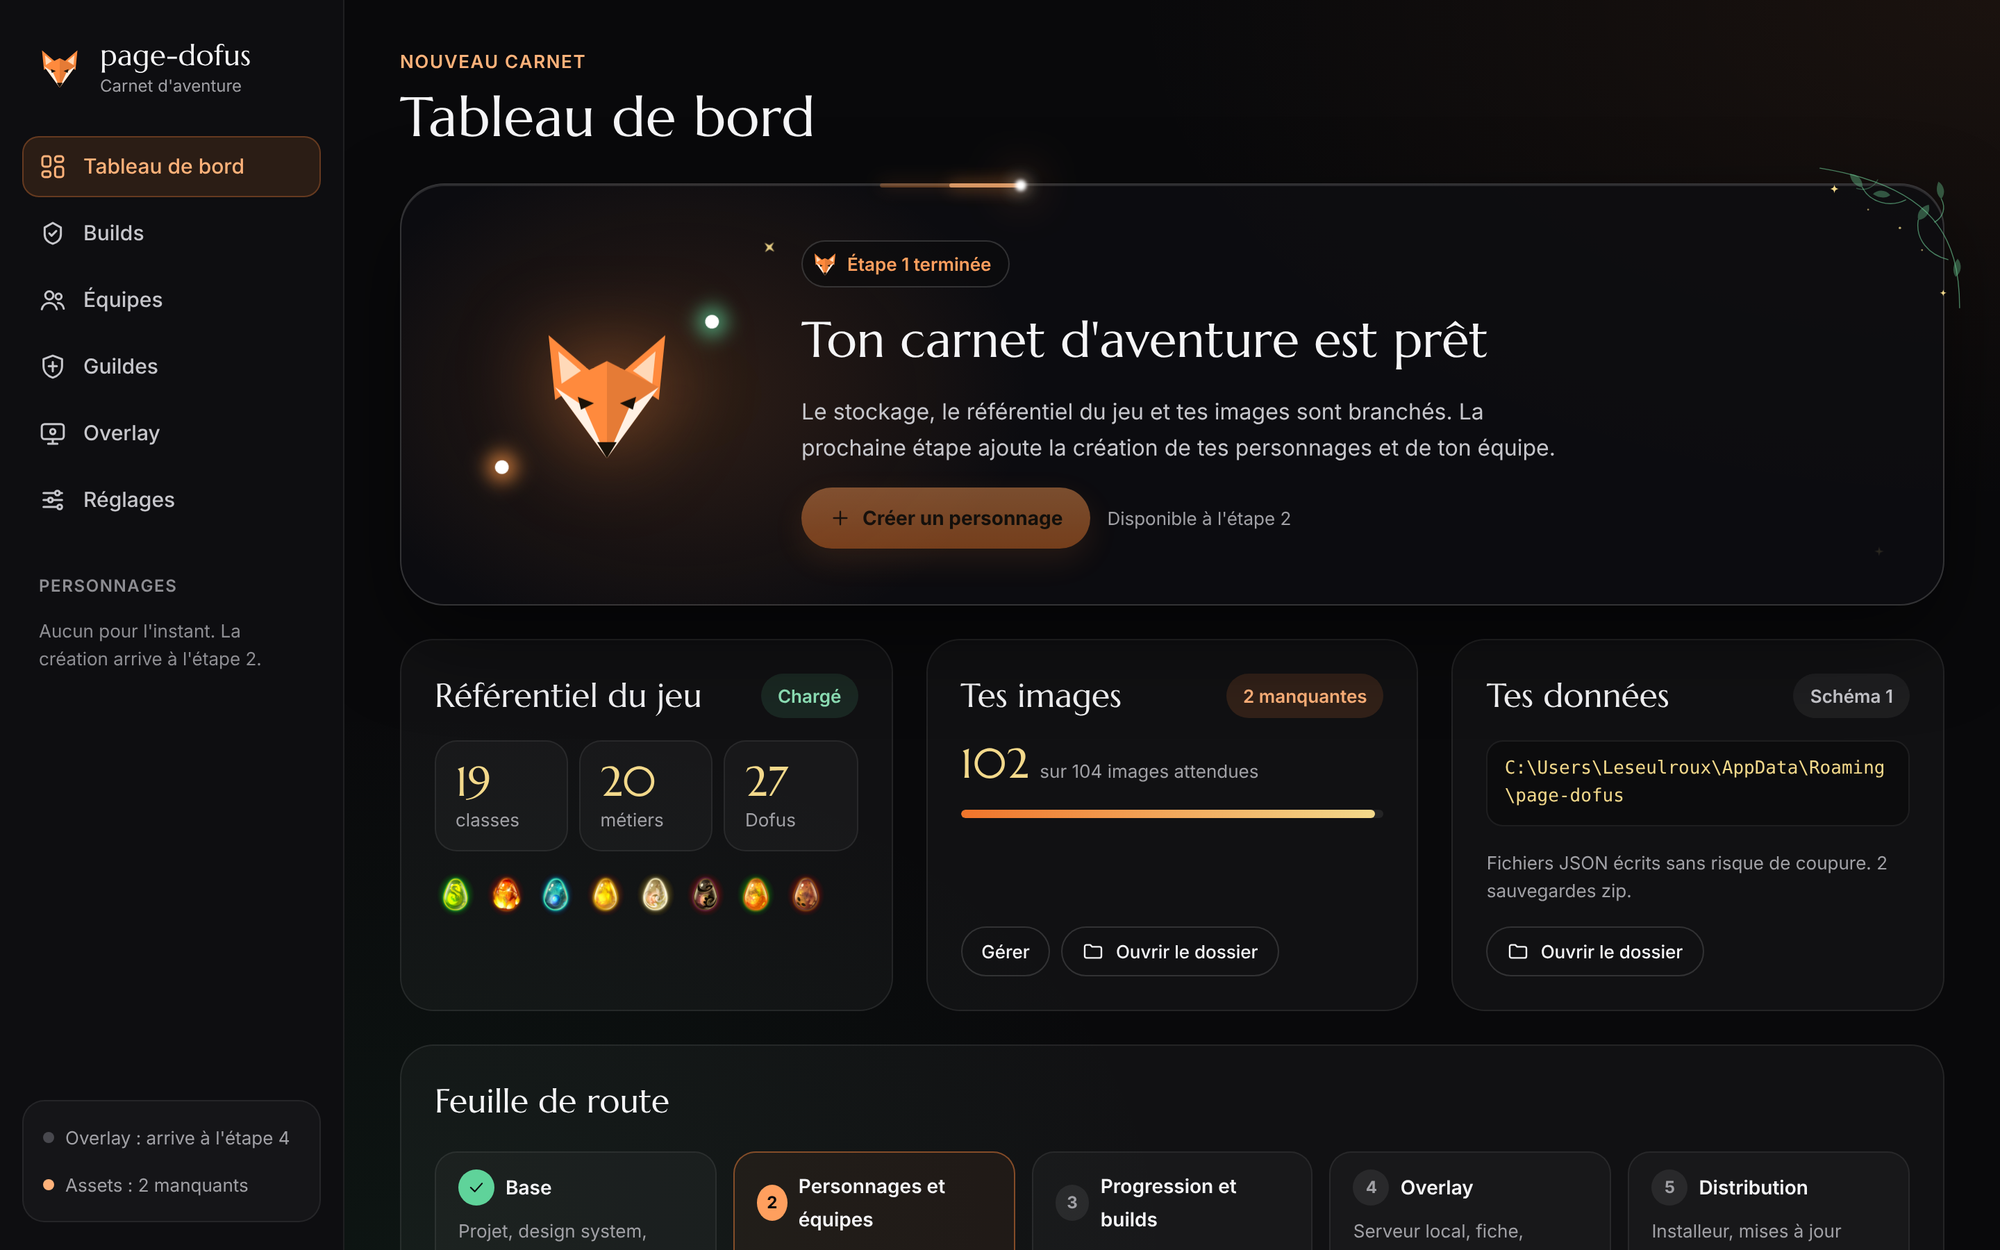 page-dofus
Carnet d'aventure
Tableau de bord
Builds
Équipes
Guildes
Overlay
Réglages
PERSONNAGES
Aucun pour l'instant. La
création arrive à l'étape 2.
Overlay : arrive à l'étape 4
Assets : 2 manquants
NOUVEAU CARNET
Tableau de bord
Étape 1 terminée
Ton carnet d'aventure est prêt
Le stockage, le référentiel du jeu et tes images sont branchés. La
prochaine étape ajoute la création de tes personnages et de ton équipe.
Créer un personnage
Disponible à l'étape 2
Référentiel du jeu
Chargé
19
classes
20
métiers
27
Dofus
Tes images
2 manquantes
102 sur 104 images attendues
Gérer
Ouvrir le dossier
Tes données
Schéma 1
C:\Users\Leseulroux\AppData\Roaming
\page-dofus
Fichiers JSON écrits sans risque de coupure. 2
sauvegardes zip.
Ouvrir le dossier
Feuille de route
Base
Projet, design system,
2
Personnages et
équipes
3
Progression et
builds
4
Overlay
Serveur local, fiche,
5
Distribution
Installeur, mises à jour